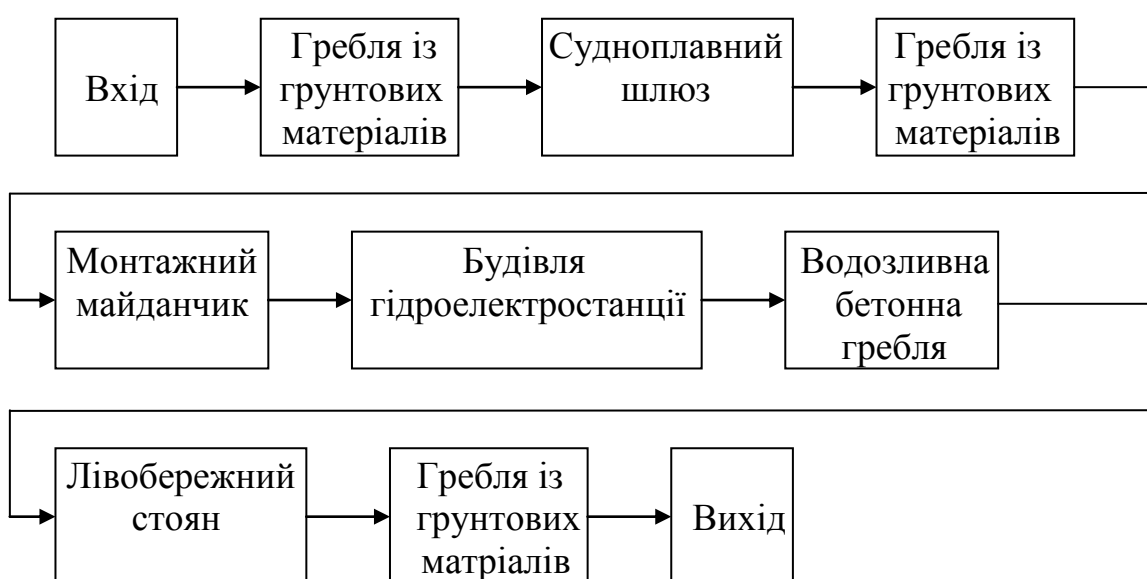 Вхід
Гребля із
грунтових
матеріалів
Судноплавний
шлюз
Гребля із
грунтових
матеріалів
Монтажний
майданчик
Будівля
гідроелектростанції
Водозливна
бетонна
гребля
Лівобережний
стоян
Гребля із
грунтових
матріалів
Вихід